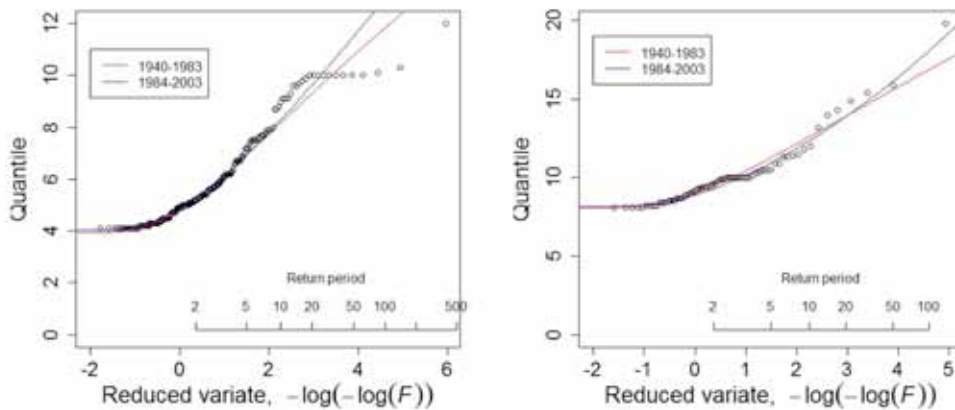 12
10
8
6
4
2
0
Quantile
1940-1983
1984-2003
Return period
2 5 10 20 50 100 500
-2 0 2 4 6
Reduced variate, −log(−log(F))
20
15
10
5
0
Quantile
1940-1983
1984-2003
Return period
2 5 10 20 50 100
-2 -1 0 1 2 3 4 5
Reduced variate, −log(−log(F))